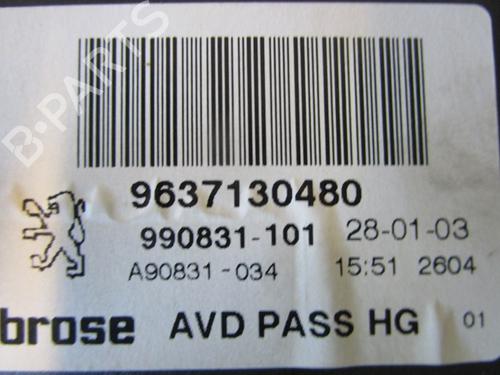 B-PARTS
9637130480
990831-101 28-01-03
A90831-034 15:51 2604
brose AVD PASS HG 01